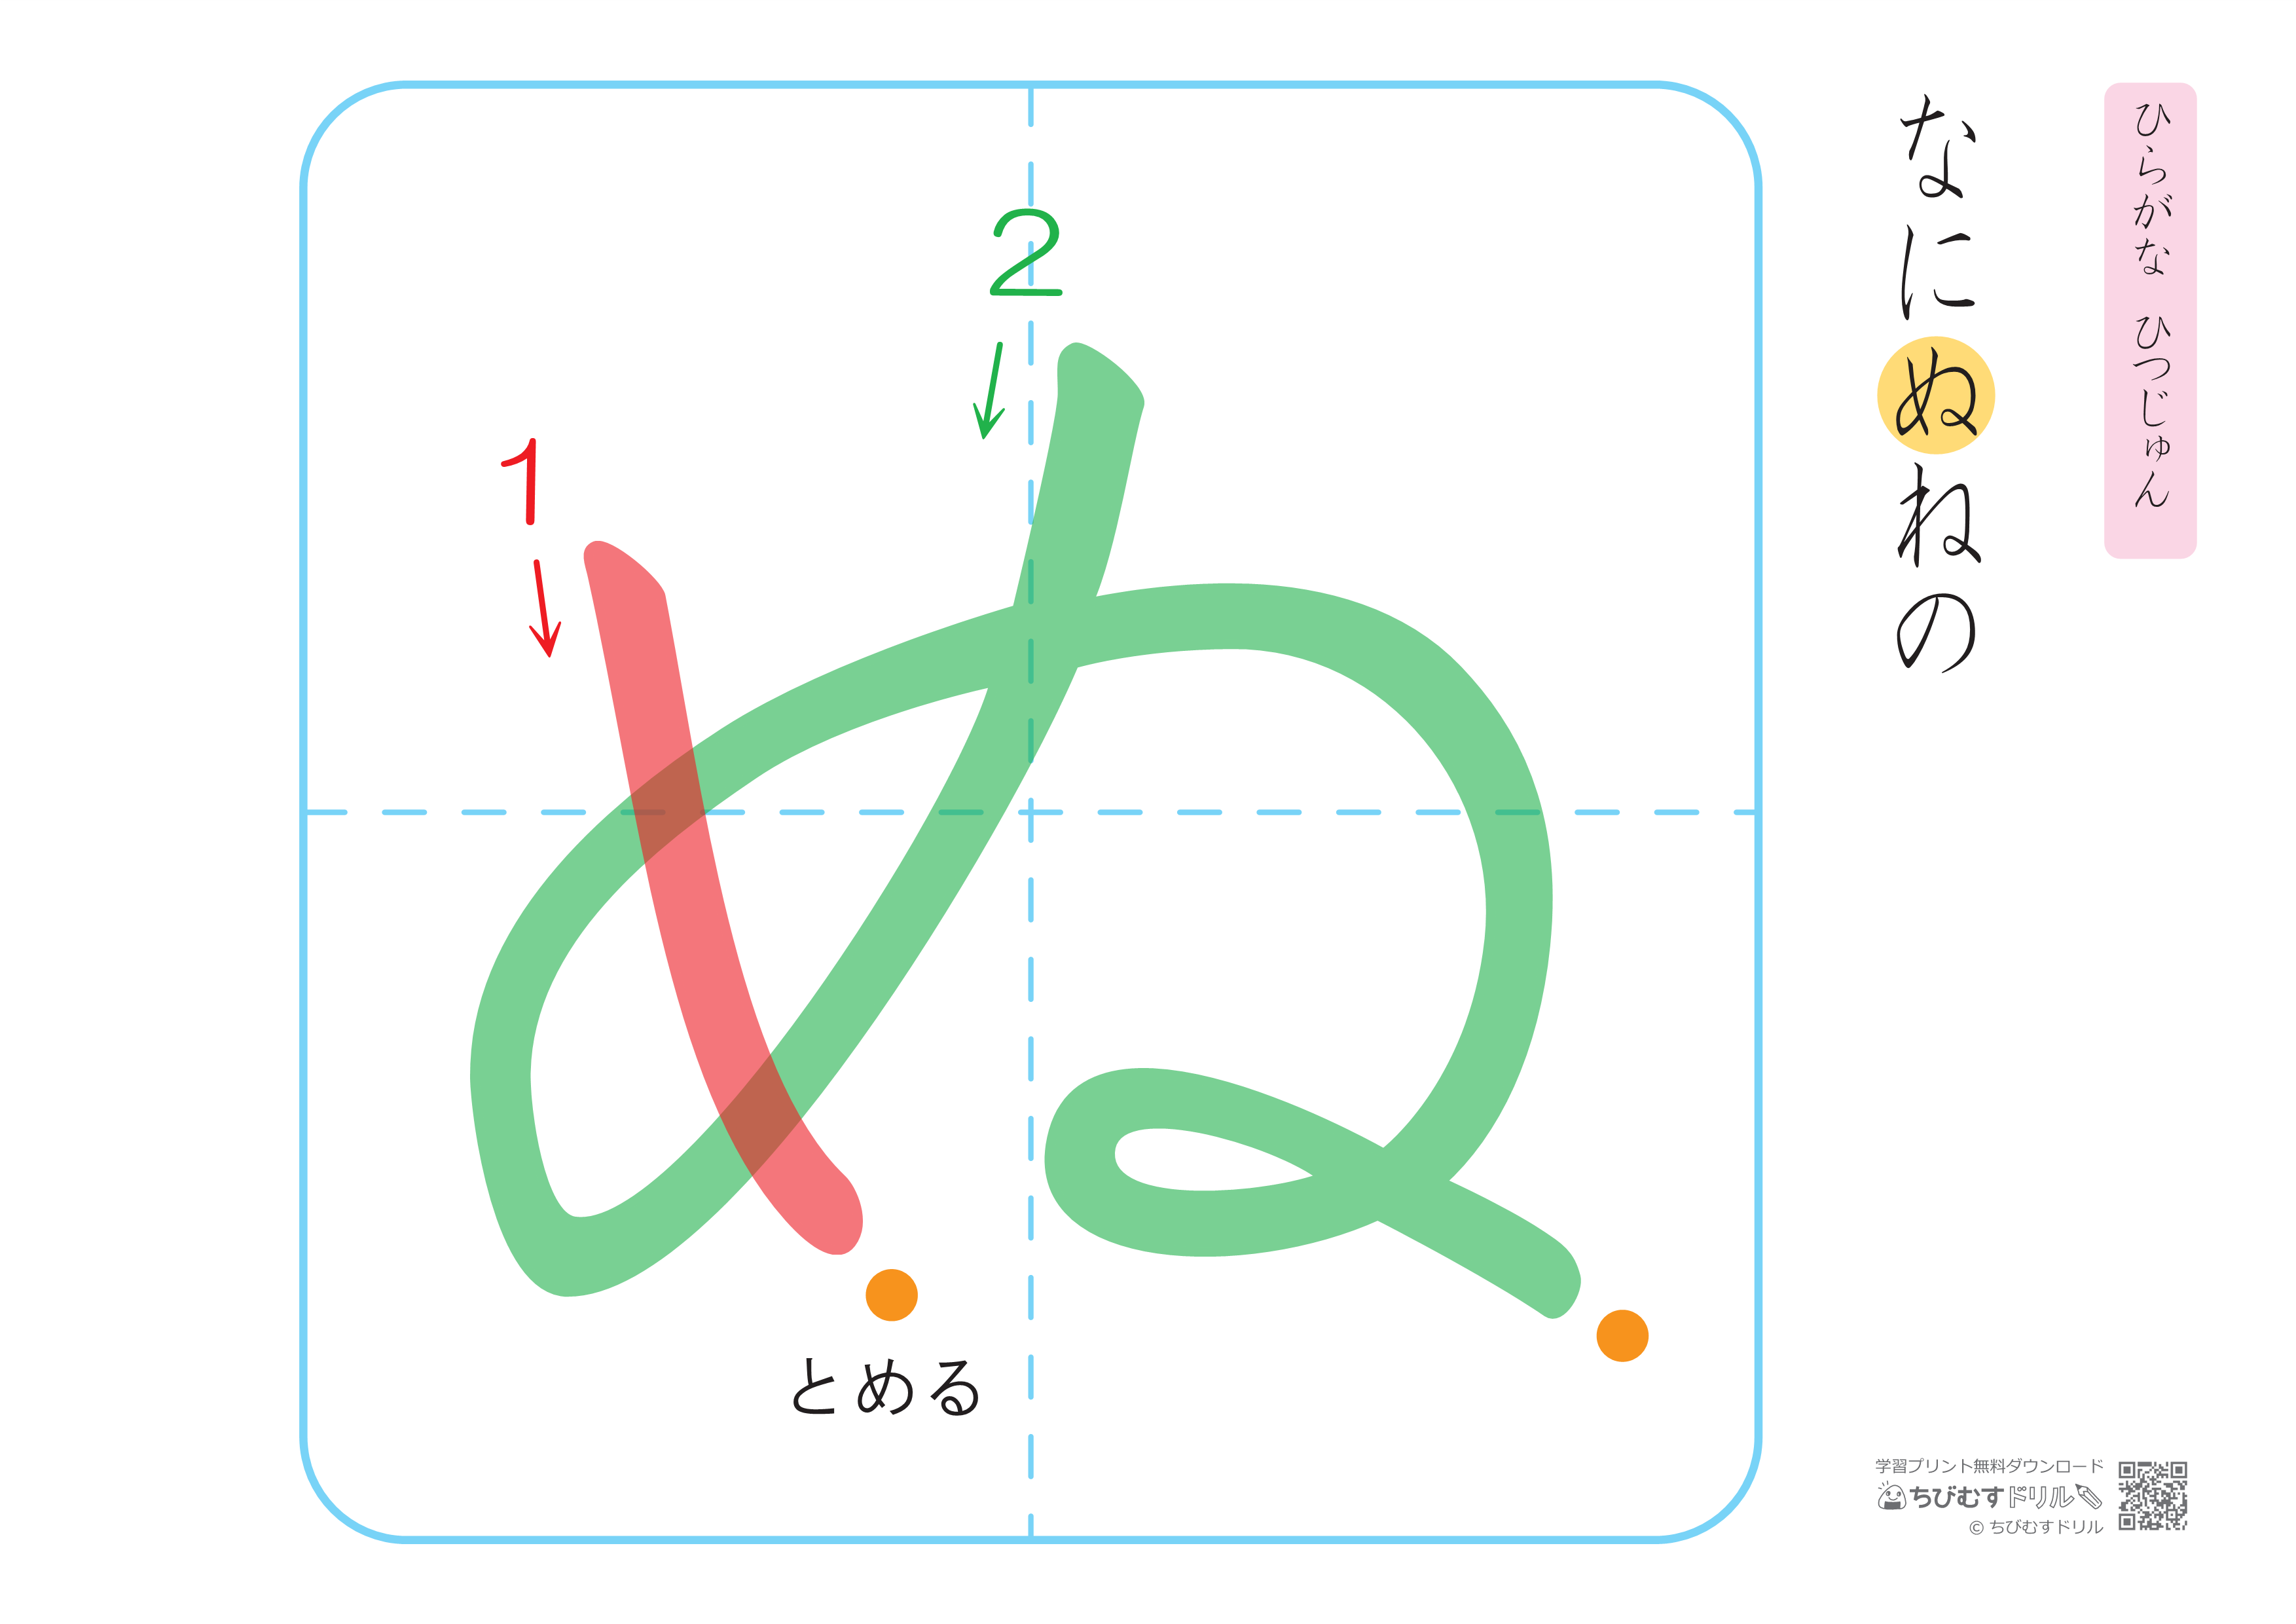 ひらがな ひつじゅん
なにぬねの
1
2
ぬ
とめる
学習プリント無料ダウンロード
ちびむすドリル
© ちびむすドリル